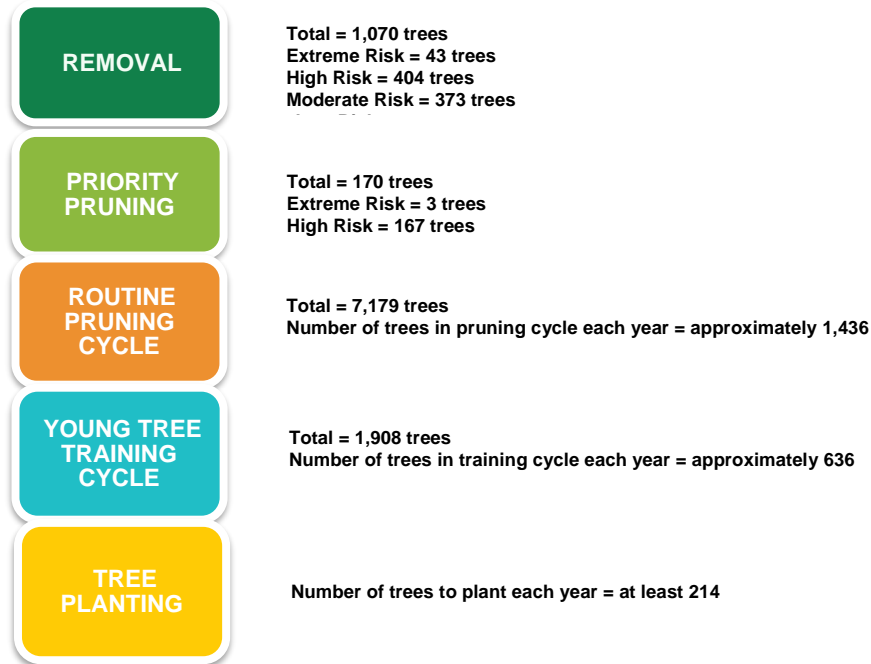 REMOVAL
Total = 1,070 trees
Extreme Risk = 43 trees
High Risk = 404 trees
Moderate Risk = 373 trees
PRIORITY
PRUNING
Total = 170 trees
Extreme Risk = 3 trees
High Risk = 167 trees
ROUTINE
PRUNING
CYCLE
Total = 7,179 trees
Number of trees in pruning cycle each year = approximately 1,436
YOUNG TREE
TRAINING
CYCLE
Total = 1,908 trees
Number of trees in training cycle each year = approximately 636
TREE
PLANTING
Number of trees to plant each year = at least 214